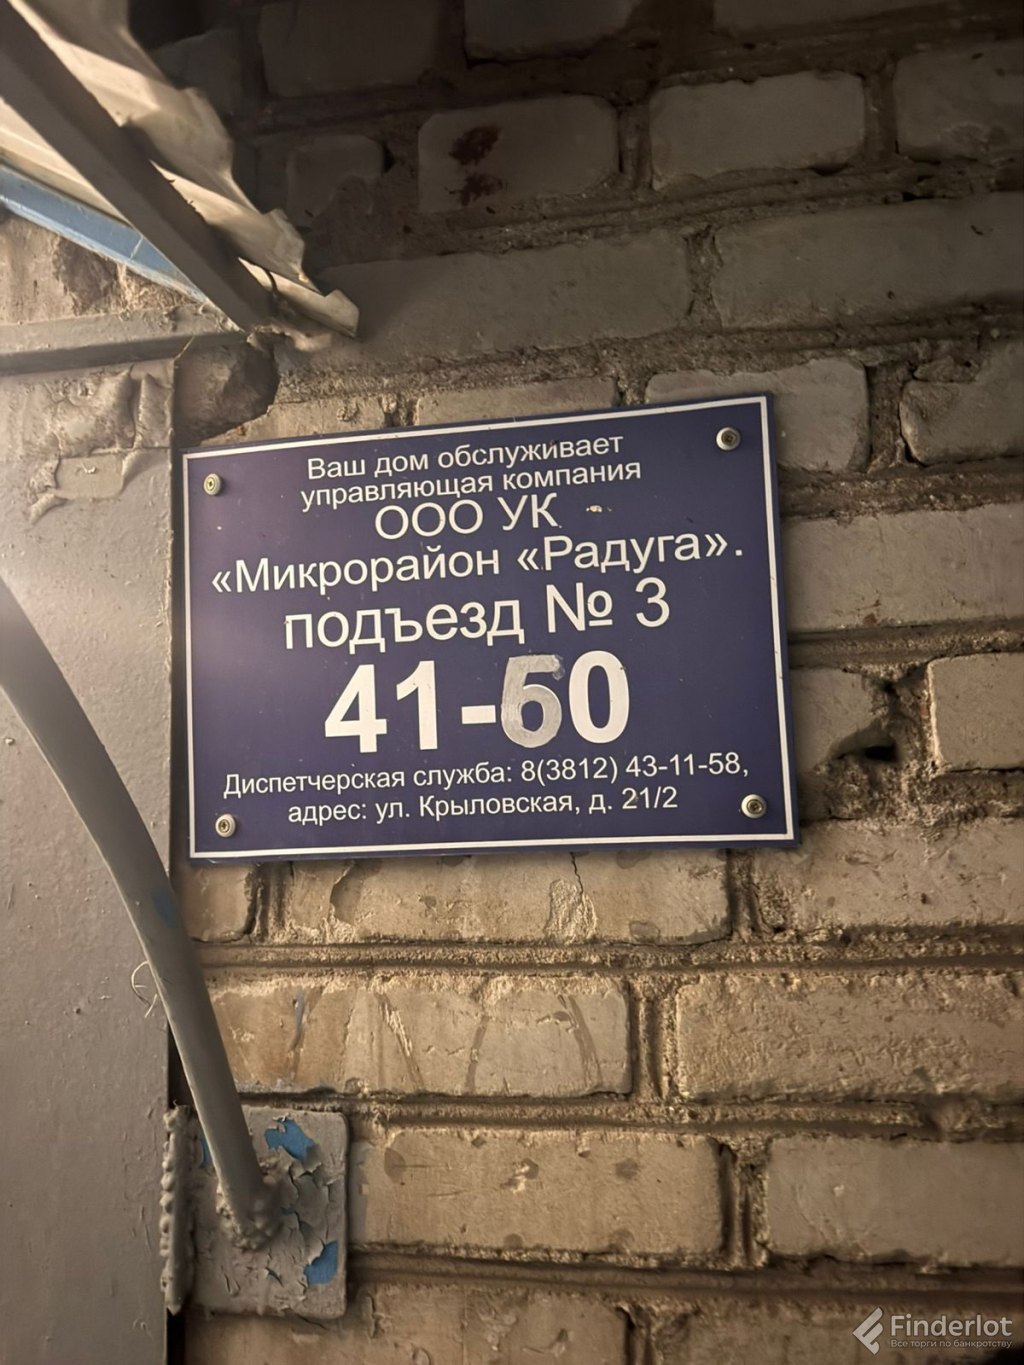 Ваш дом обслуживает
управляющая компания
ООО УК
«Микрорайон «Радуга».
подъезд № 3
41-60
Диспетчерская служба: 8(3812) 43-11-58,
адрес: ул. Крыловская, д. 21/2
Finderlot
Все торги по банкротству